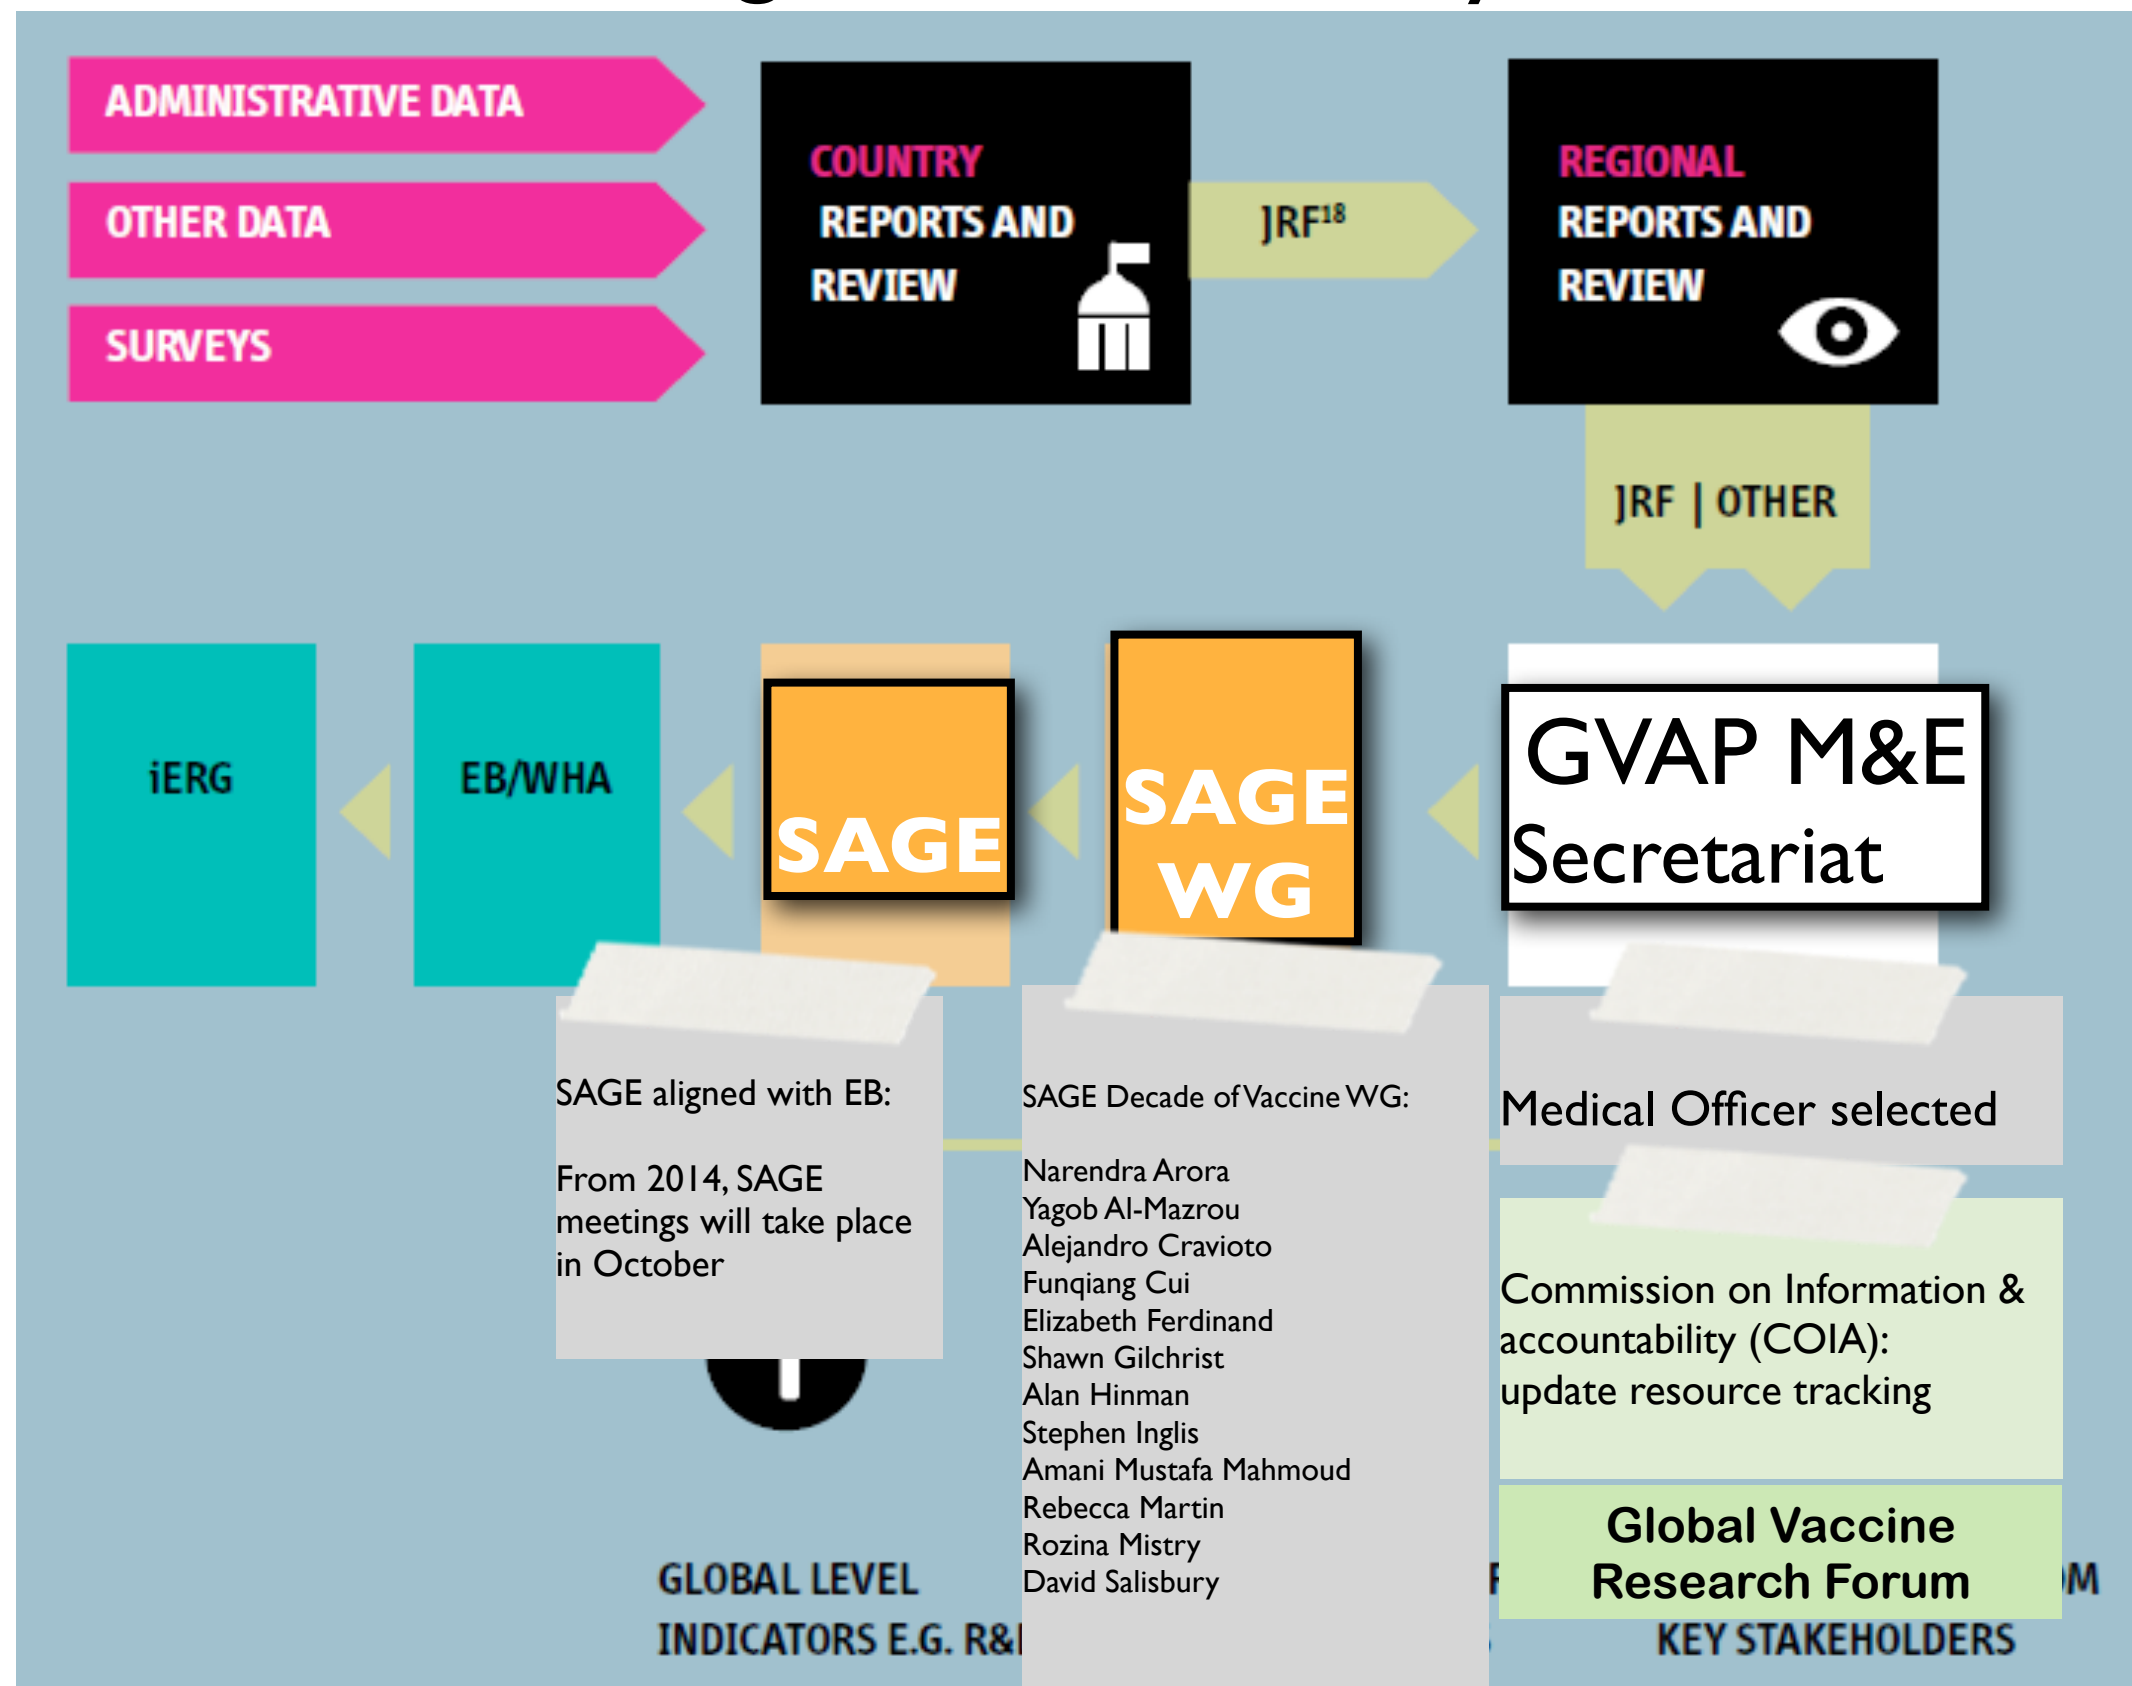 ADMINISTRATIVE DATA
OTHER DATA
SURVEYS
COUNTRY
REPORTS AND
REVIEW
JRF¹⁸
REGIONAL
REPORTS AND
REVIEW
JRF | OTHER
iERG
EB/WHA
SAGE
SAGE
WG
GVAP M&E
Secretariat
SAGE aligned with EB:
From 2014, SAGE
meetings will take place
in October
SAGE Decade of Vaccine WG:
Narendra Arora
Yagob Al-Mazrou
Alejandro Cravioto
Funqiang Cui
Elizabeth Ferdinand
Shawn Gilchrist
Alan Hinman
Stephen Inglis
Amani Mustafa Mahmoud
Rebecca Martin
Rozina Mistry
David Salisbury
Medical Officer selected
Commission on Information &
accountability (COIA):
update resource tracking
Global Vaccine
Research Forum
GLOBAL LEVEL
INDICATORS E.G.
KEY STAKEHOLDERS